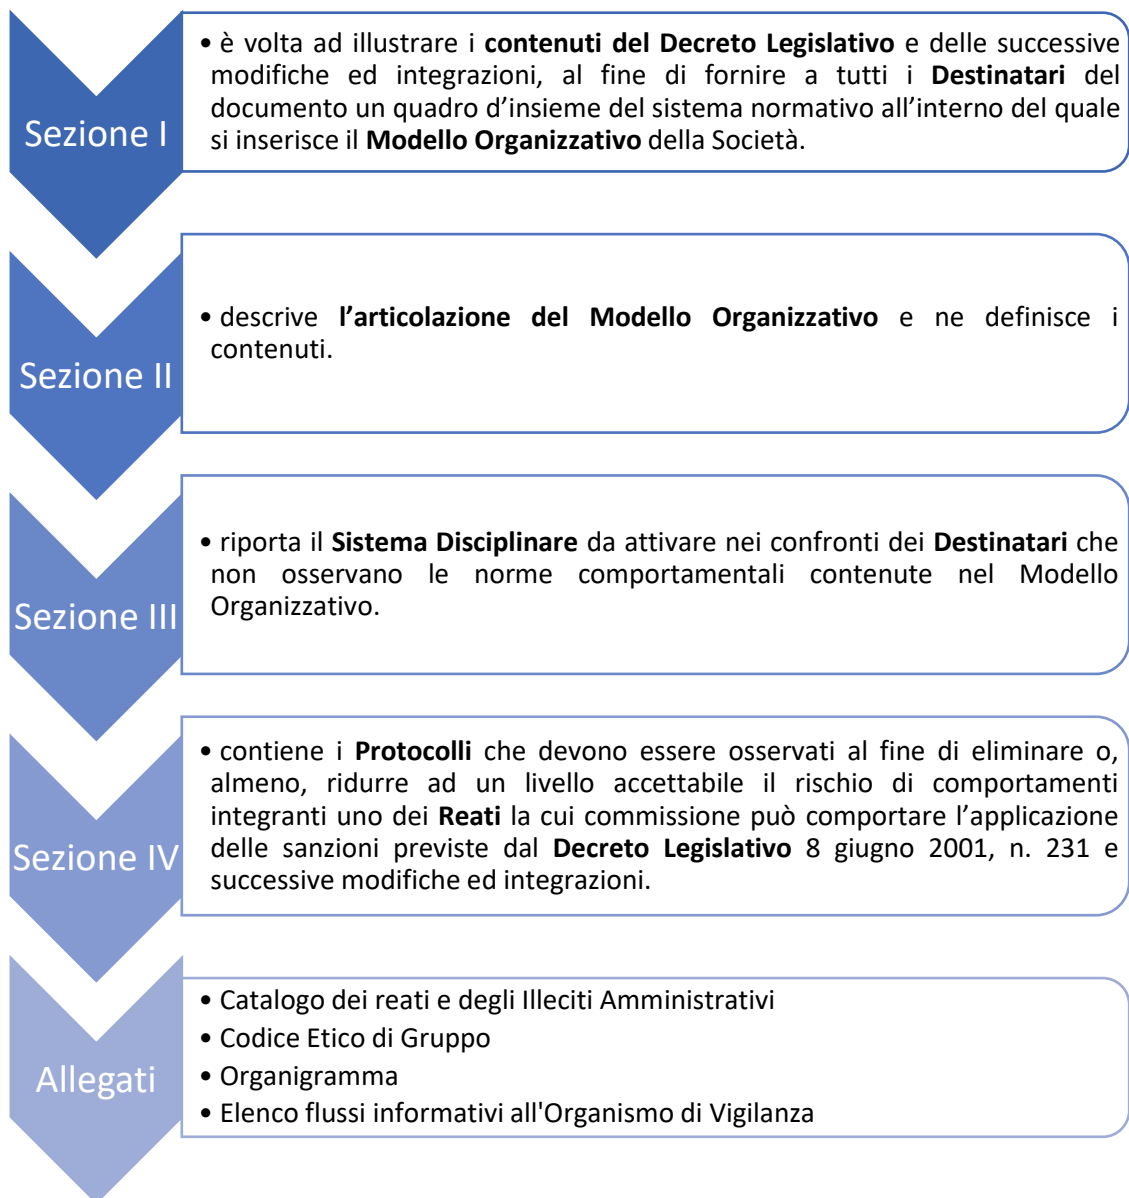 Sezione I
• è volta ad illustrare i contenuti del Decreto Legislativo e delle successive
modifiche ed integrazioni, al fine di fornire a tutti i Destinatari del
documento un quadro d’insieme del sistema normativo all’interno del quale
si inserisce il Modello Organizzativo della Società.
Sezione II
• descrive l’articolazione del Modello Organizzativo e ne definisce i
contenuti.
Sezione III
• riporta il Sistema Disciplinare da attivare nei confronti dei Destinatari che
non osservano le norme comportamentali contenute nel Modello
Organizzativo.
Sezione IV
• contiene i Protocolli che devono essere osservati al fine di eliminare o,
almeno, ridurre ad un livello accettabile il rischio di comportamenti
integranti uno dei Reati la cui commissione può comportare l’applicazione
delle sanzioni previste dal Decreto Legislativo 8 giugno 2001, n. 231 e
successive modifiche ed integrazioni.
Allegati
• Catalogo dei reati e degli Illeciti Amministrativi
• Codice Etico di Gruppo
• Organigramma
• Elenco flussi informativi all'Organismo di Vigilanza